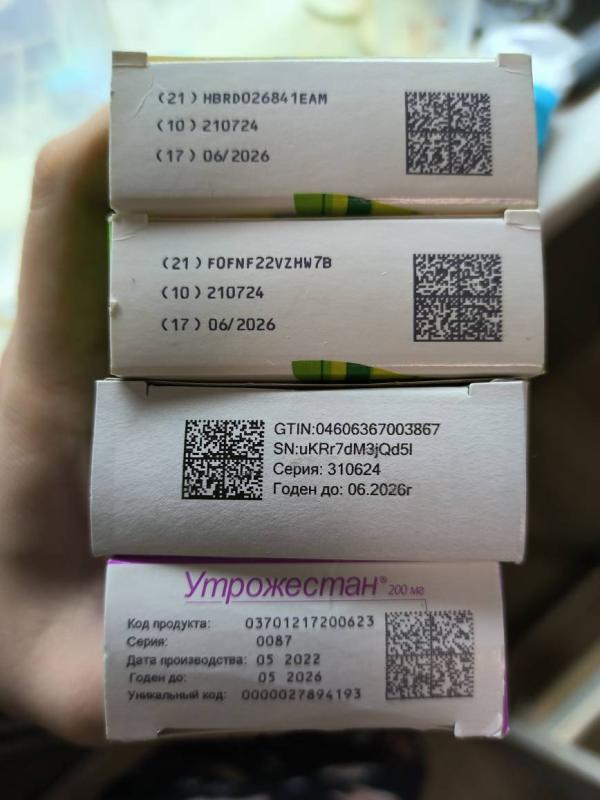 (21) HBRD026841EAM
(10) 210724
(17) 06/2026
(21) F0FNF22VZHW7B
(10) 210724
(17) 06/2026
GTIN:04606367003867
SN:uKRr7dM3jQd5I
Серия: 310624
Годен до: 06.2026г
Утрожестан® 200 мг
Код продукта: 03701217200623
Серия: 0087
Дата производства: 05 2022
Годен до: 05 2026
Уникальный код: 0000027894193